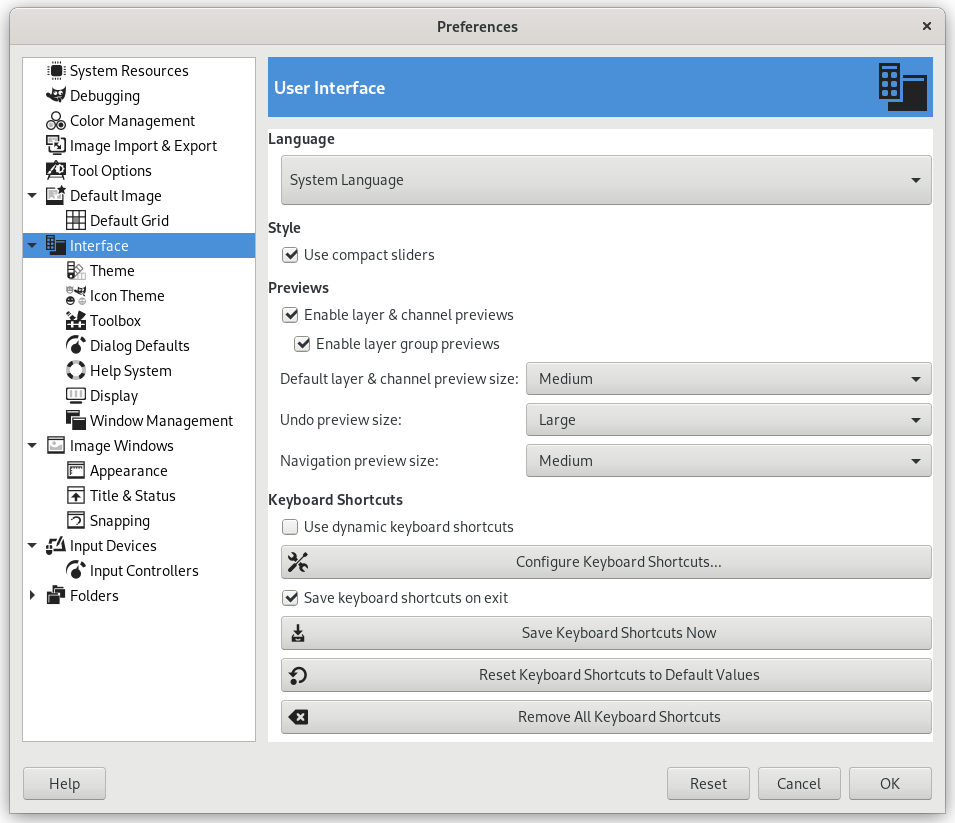 Preferences
System Resources
Debugging
Color Management
Image Import & Export
Tool Options
Default Image
Default Grid
Interface
Theme
Icon Theme
Toolbox
Dialog Defaults
Help System
Display
Window Management
Image Windows
Appearance
Title & Status
Snapping
Input Devices
Input Controllers
Folders
User Interface
Language
System Language
Style
Use compact sliders
Previews
Enable layer & channel previews
Enable layer group previews
Default layer & channel preview size: Medium
Undo preview size: Large
Navigation preview size: Medium
Keyboard Shortcuts
Use dynamic keyboard shortcuts
Configure Keyboard Shortcuts...
Save keyboard shortcuts on exit
Save Keyboard Shortcuts Now
Reset Keyboard Shortcuts to Default Values
Remove All Keyboard Shortcuts
Help Reset Cancel OK